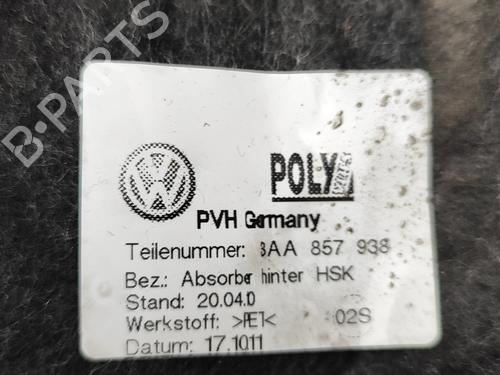 B-PARTS
POLY
PVH Germany
Teilenummer: 3AA 857 938
Bez.: Absorber hinter HSK
Stand: 20.04.0
Werkstoff: >PET< 02S
Datum: 17.10.11